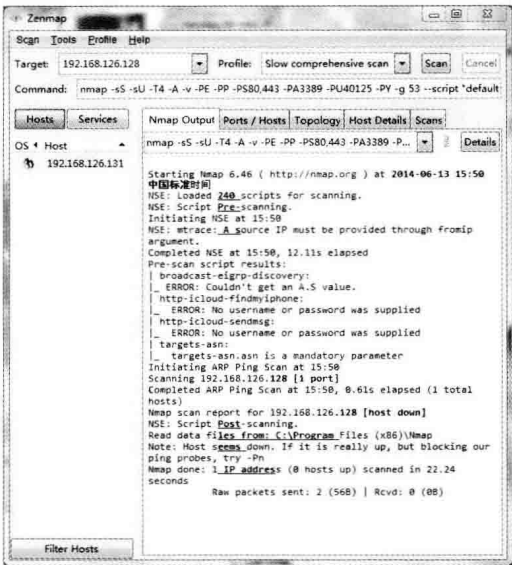 Zenmap
Scan Tools Profile Help
Target: 192.168.126.128 Profile: Slow comprehensive scan Scan Cancel
Command: nmap -sS -sU -T4 -A -v -PE -PP -PS80,443 -PA3389 -PU40125 -PY -g 53 --script "default
Hosts Services
Nmap Output Ports / Hosts Topology Host Details Scans
OS Host
nmap -sS -sU -T4 -A -v -PE -PP -PS80,443 -PA3389 -P... Details
192.168.126.131
Starting Nmap 6.46 ( http://nmap.org ) at 2014-06-13 15:50
中国标准时间
NSE: Loaded 240 scripts for scanning.
NSE: Script Pre-scanning.
Initiating NSE at 15:50
NSE: mtrace: A source IP must be provided through fromip
argument.
Completed NSE at 15:50, 12.11s elapsed
Pre-scan script results:
| broadcast-eigrp-discovery:
|_ ERROR: Couldn't get an A.S value.
| http-icloud-findmyiphone:
|_ ERROR: No username or password was supplied
| http-icloud-sendmsg:
|_ ERROR: No username or password was supplied
| targets-asn:
|_ targets-asn.asn is a mandatory parameter
Initiating ARP Ping Scan at 15:50
Scanning 192.168.126.128 [1 port]
Completed ARP Ping Scan at 15:50, 0.61s elapsed (1 total
hosts)
Nmap scan report for 192.168.126.128 [host down]
NSE: Script Post-scanning.
Read data files from: C:\Program Files (x86)\Nmap
Note: Host seems down. If it is really up, but blocking our
ping probes, try -Pn
Nmap done: 1 IP address (0 hosts up) scanned in 22.24
seconds
Raw packets sent: 2 (56B) | Rcvd: 0 (0B)
Filter Hosts